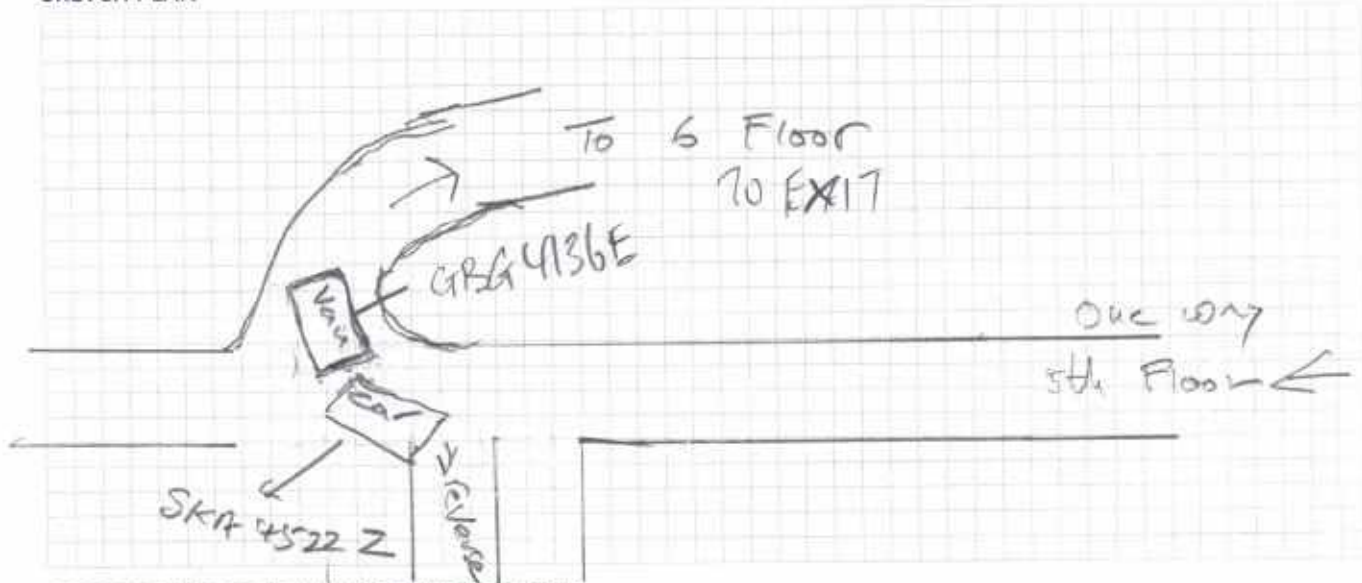 To 6 Floor
TO EXIT
GBG 4136E
Van
One way
5th Floor
Car
reverse
SKA 4522 Z